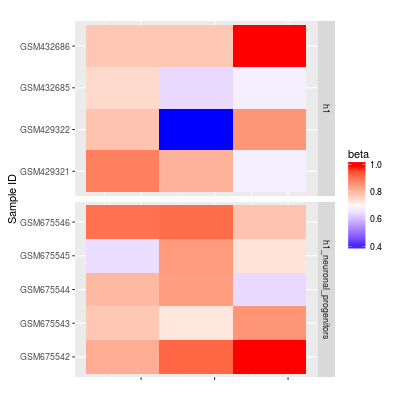 GSM432686
GSM432685
GSM429322
GSM429321
h1
GSM675546
GSM675545
GSM675544
GSM675543
GSM675542
h1_neuronal_progenitors
Sample ID
beta
1.0
0.8
0.6
0.4